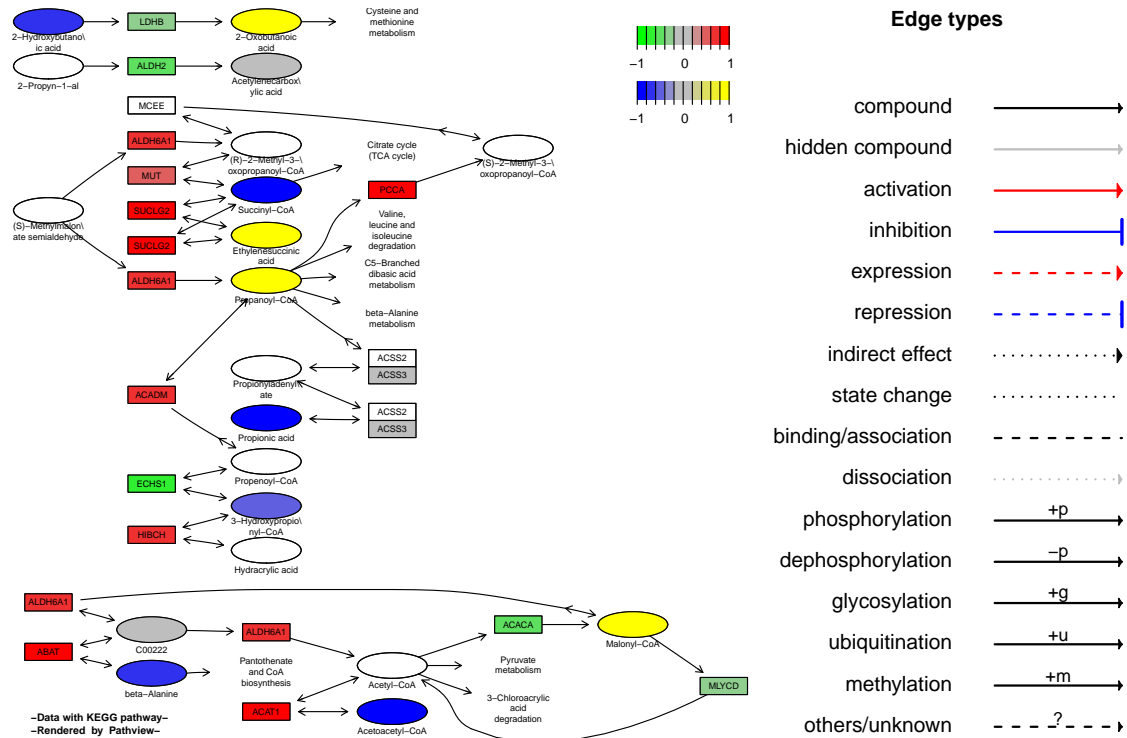 LDHB
2−Hydroxybutano\
ic acid
2−Oxobutanoic
acid
Cysteine and
methionine
metabolism
ALDH2
2−Propyn−1−al
Acetylenecarbox\
ylic acid
−1 0 1
−1 0 1
MCEE
ALDH6A1
(R)−2−Methyl−3−\
oxopropanoyl−CoA
Citrate cycle
(TCA cycle)
(S)−2−Methyl−3−\
oxopropanoyl−CoA
MUT
Succinyl−CoA
PCCA
SUCLG2
(S)−Methylmalon\
ate semialdehyde
Valine,
leucine and
isoleucine
degradation
SUCLG2
Ethylenesuccinic
acid
C5−Branched
dibasic acid
metabolism
ALDH6A1
Propanoyl−CoA
beta−Alanine
metabolism
ACSS2
ACSS3
Propionyladenyl\
ate
ACADM
ACSS2
ACSS3
Propionic acid
Propenoyl−CoA
ECHS1
3−Hydroxypropio\
nyl−CoA
HIBCH
Hydracrylic acid
ALDH6A1
C00222
ALDH6A1
ACACA
Malonyl−CoA
ABAT
beta−Alanine
Pantothenate
and CoA
biosynthesis
Acetyl−CoA
Pyruvate
metabolism
MLYCD
3−Chloroacrylic
acid
degradation
ACAT1
Acetoacetyl−CoA
−Data with KEGG pathway−
−Rendered by Pathview−
Edge types
compound
hidden compound
activation
inhibition
expression
repression
indirect effect
state change
binding/association
dissociation
phosphorylation +p
dephosphorylation −p
glycosylation +g
ubiquitination +u
methylation +m
others/unknown ?